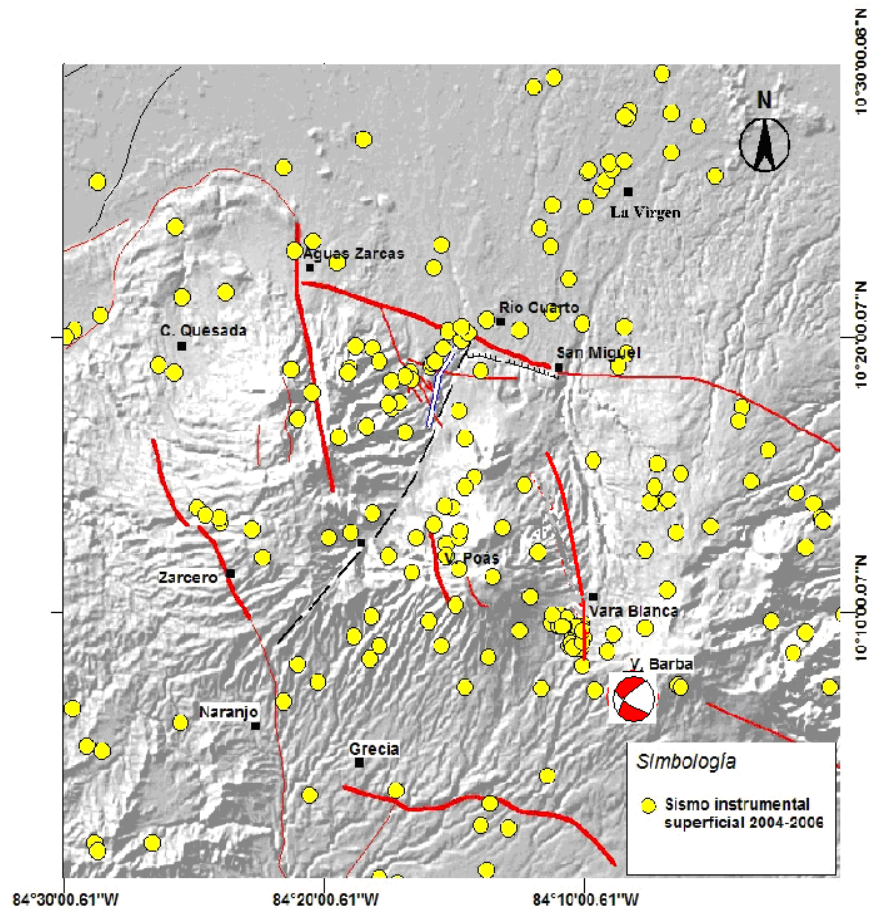 10°30'00.08"N
N
La Virgen
Aguas Zarcas
Rio Cuarto
C. Quesada
San Miguel
10°20'00.07"N
V. Poas
Zarcero
Vara Blanca
10°10'00.07"N
V. Barba
Naranjo
Grecia
Simbología
Sismo instrumental
superficial 2004-2006
84°30'00.61"W
84°20'00.61"W
84°10'00.61"W